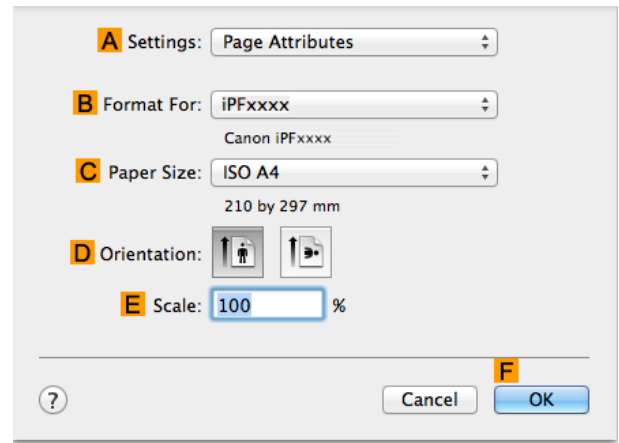 A Settings: Page Attributes
B Format For: iPFxxxx
Canon iPFxxxx
C Paper Size: ISO A4
210 by 297 mm
D Orientation:
E Scale: 100 %
F
? Cancel OK